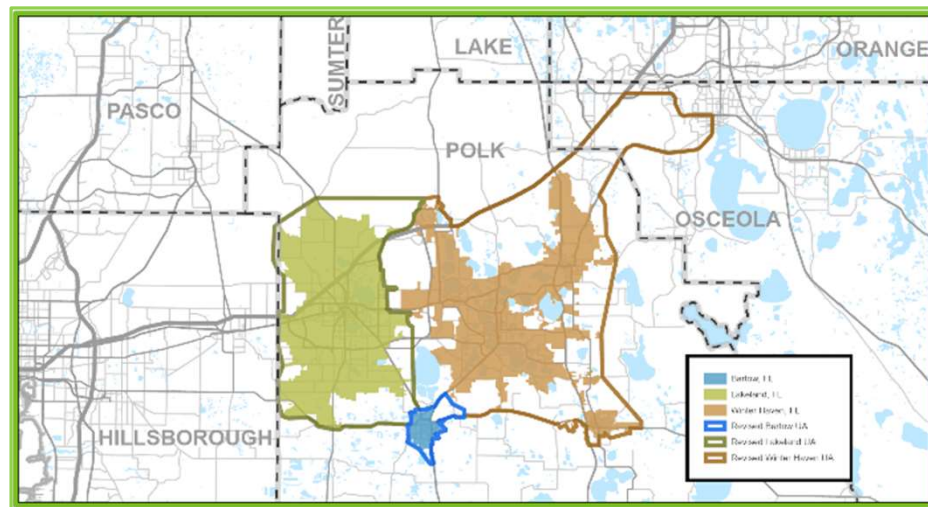 SUMTER
LAKE
ORANGE
PASCO
POLK
OSCEOLA
HILLSBOROUGH
Bartow, FL
Lakeland, FL
Winter Haven, FL
Revised Bartow UA
Revised Lakeland UA
Revised Winter Haven UA